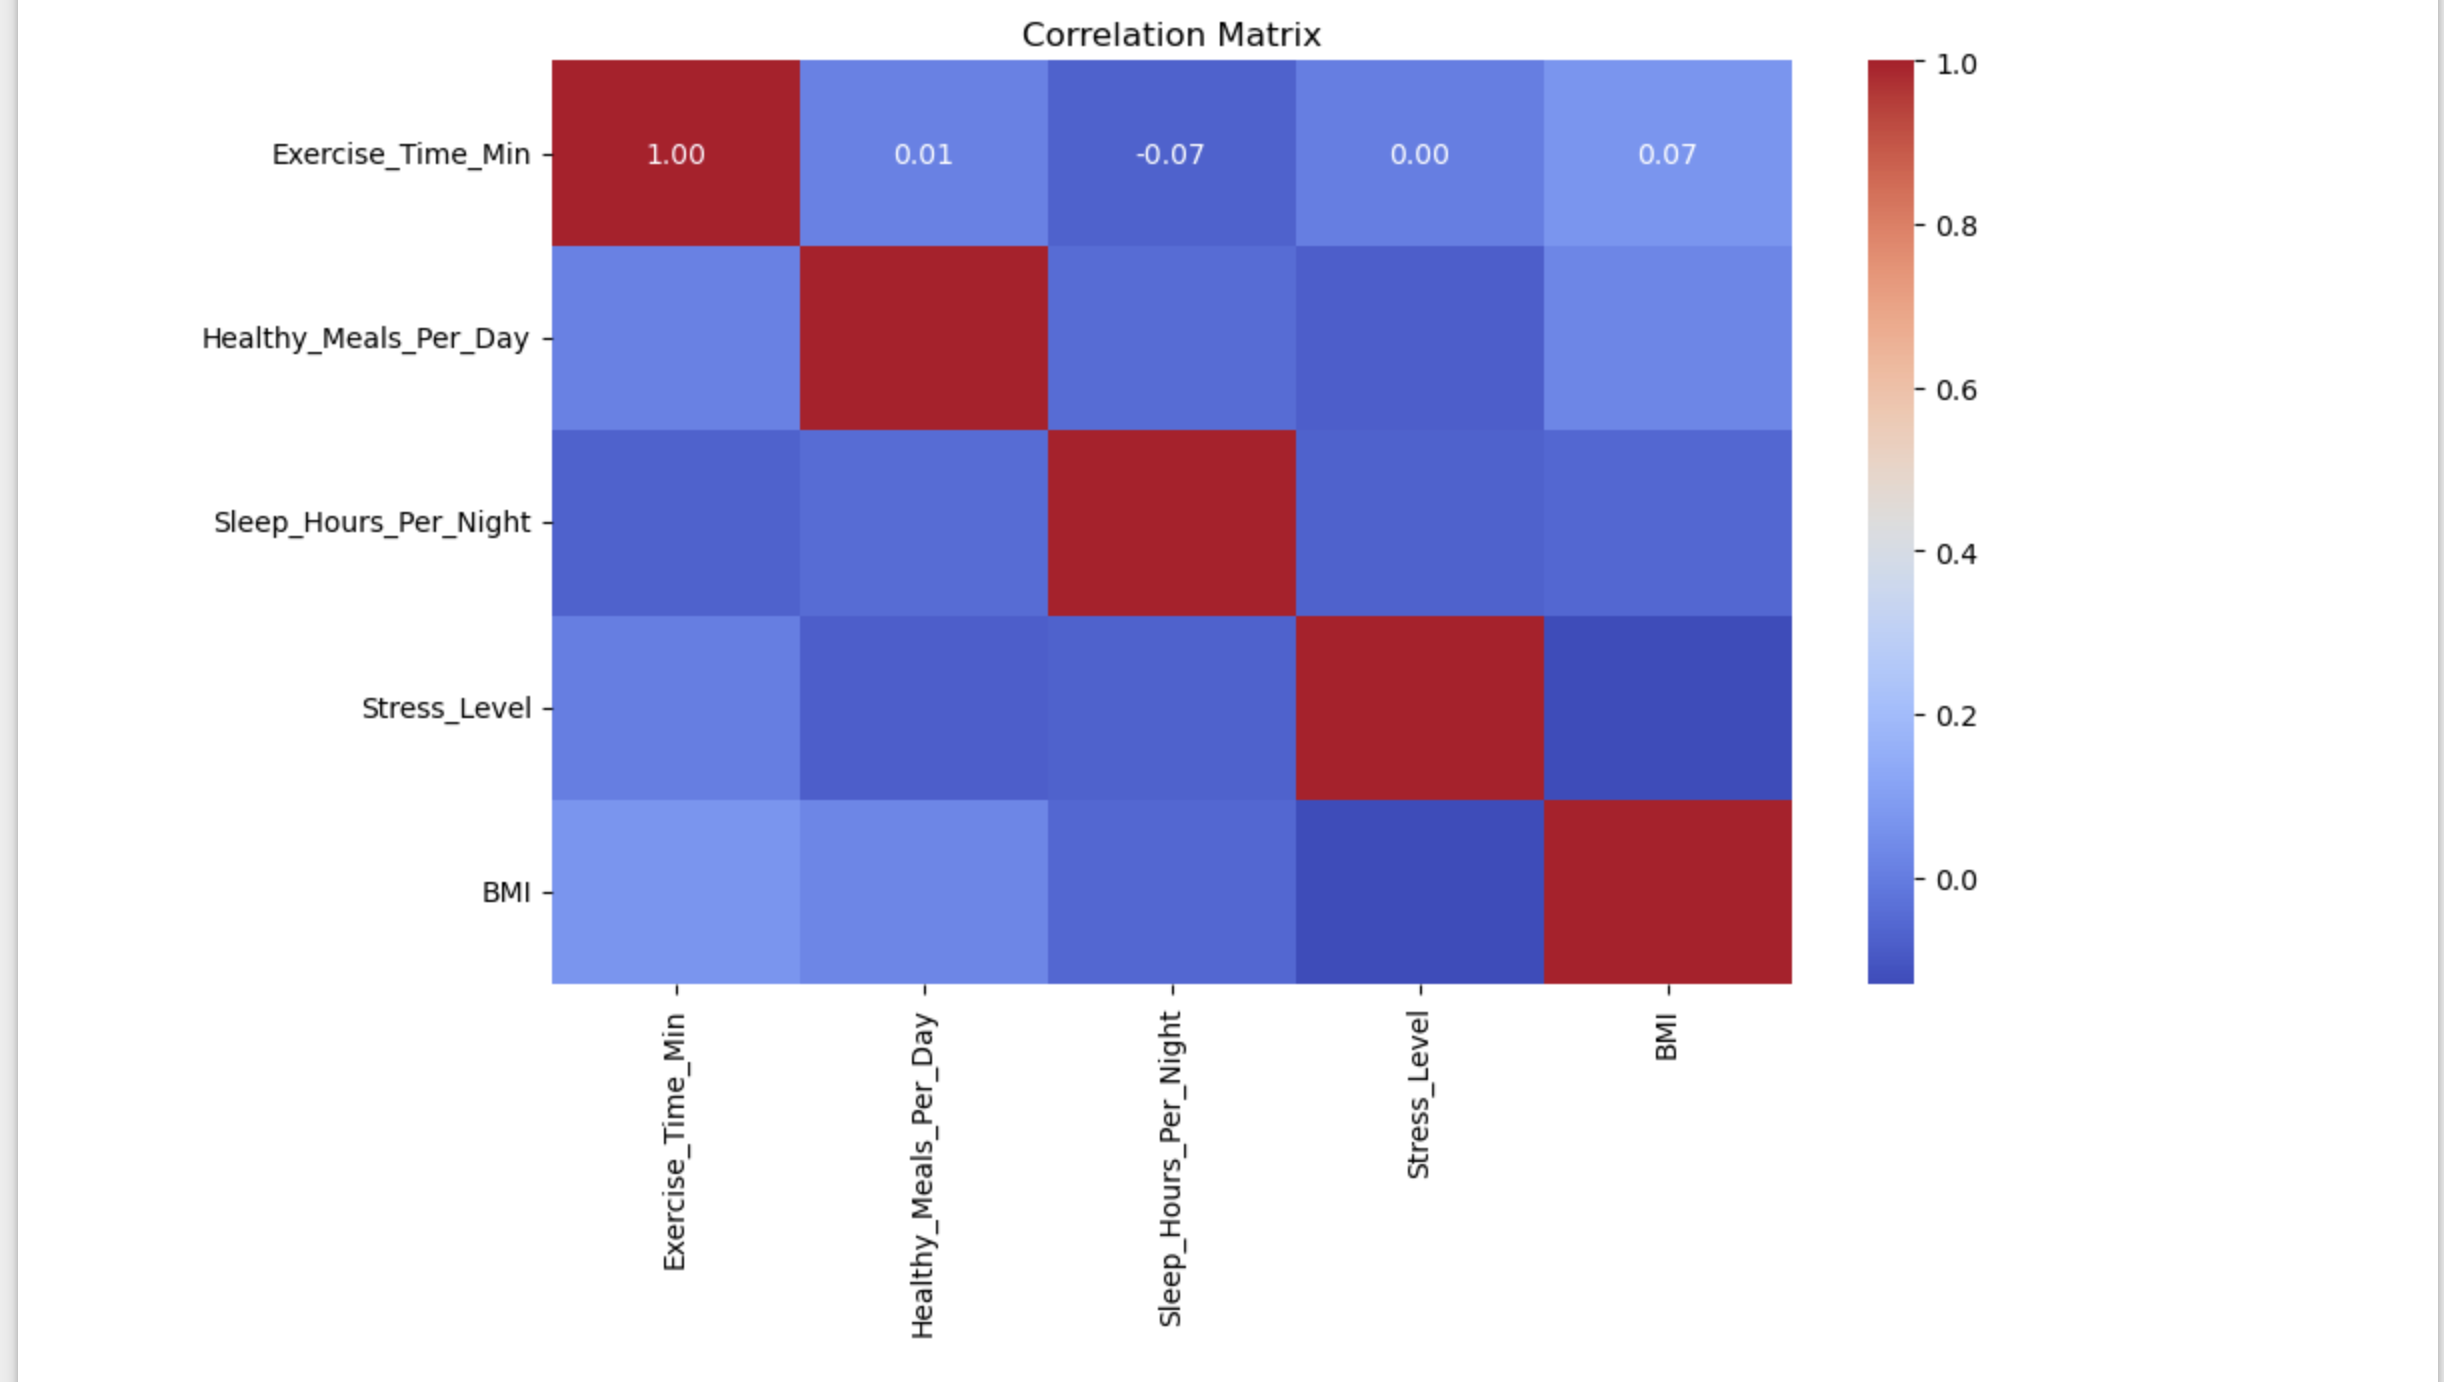 Correlation Matrix
Exercise_Time_Min 1.00 0.01 -0.07 0.00 0.07
Healthy_Meals_Per_Day
Sleep_Hours_Per_Night
Stress_Level
BMI
1.0
0.8
0.6
0.4
0.2
0.0
Exercise_Time_Min
Healthy_Meals_Per_Day
Sleep_Hours_Per_Night
Stress_Level
BMI